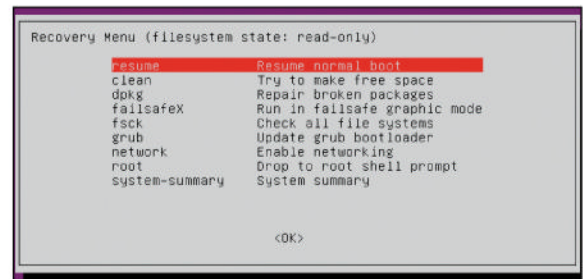 Recovery Menu (filesystem state: read-only)
resume Resume normal boot
clean Try to make free space
dpkg Repair broken packages
failsafeX Run in failsafe graphic mode
fsck Check all file systems
grub Update grub bootloader
network Enable networking
root Drop to root shell prompt
system-summary System summary
<OK>